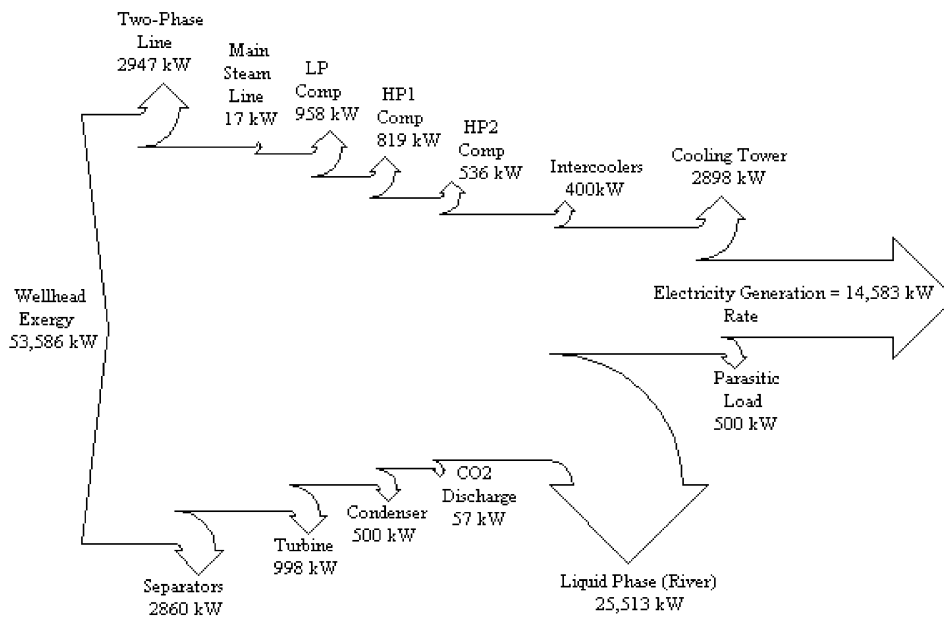 Two-Phase
Line
2947 kW
Main
Steam
Line
17 kW
LP
Comp
958 kW
HP1
Comp
819 kW
HP2
Comp
536 kW
Intercoolers
400kW
Cooling Tower
2898 kW
Wellhead
Exergy
53,586 kW
Electricity Generation = 14,583 kW
Rate
Parasitic
Load
500 kW
CO2
Discharge
57 kW
Condenser
500 kW
Turbine
998 kW
Separators
2860 kW
Liquid Phase (River)
25,513 kW